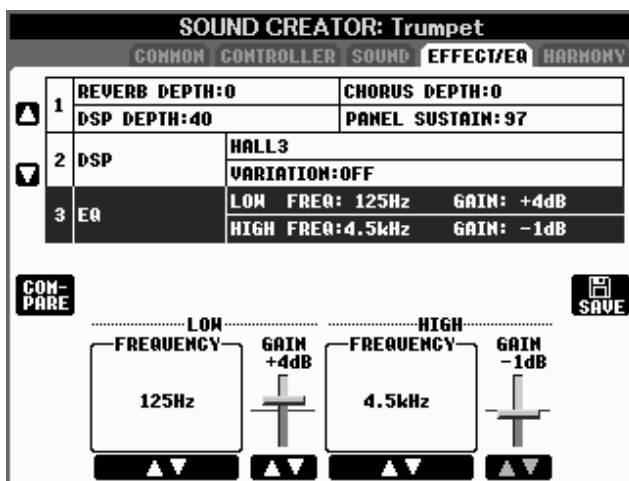 SOUND CREATOR: Trumpet
COMMON CONTROLLER SOUND EFFECT/EQ HARMONY
1 REVERB DEPTH:0 CHORUS DEPTH:0
DSP DEPTH:40 PANEL SUSTAIN:97
2 DSP HALL3
VARIATION:OFF
3 EQ LOW FREQ: 125Hz GAIN: +4dB
HIGH FREQ:4.5kHz GAIN: -1dB
COM-
PARE
SAVE
LOW HIGH
FREQUENCY GAIN FREQUENCY GAIN
+4dB -1dB
125Hz 4.5kHz